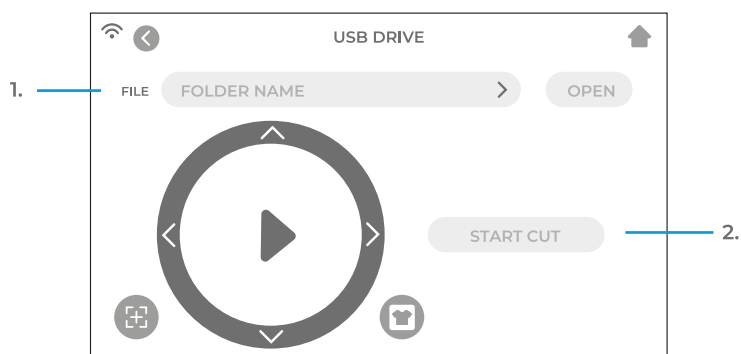 USB DRIVE
1.
FILE
FOLDER NAME
OPEN
START CUT
2.